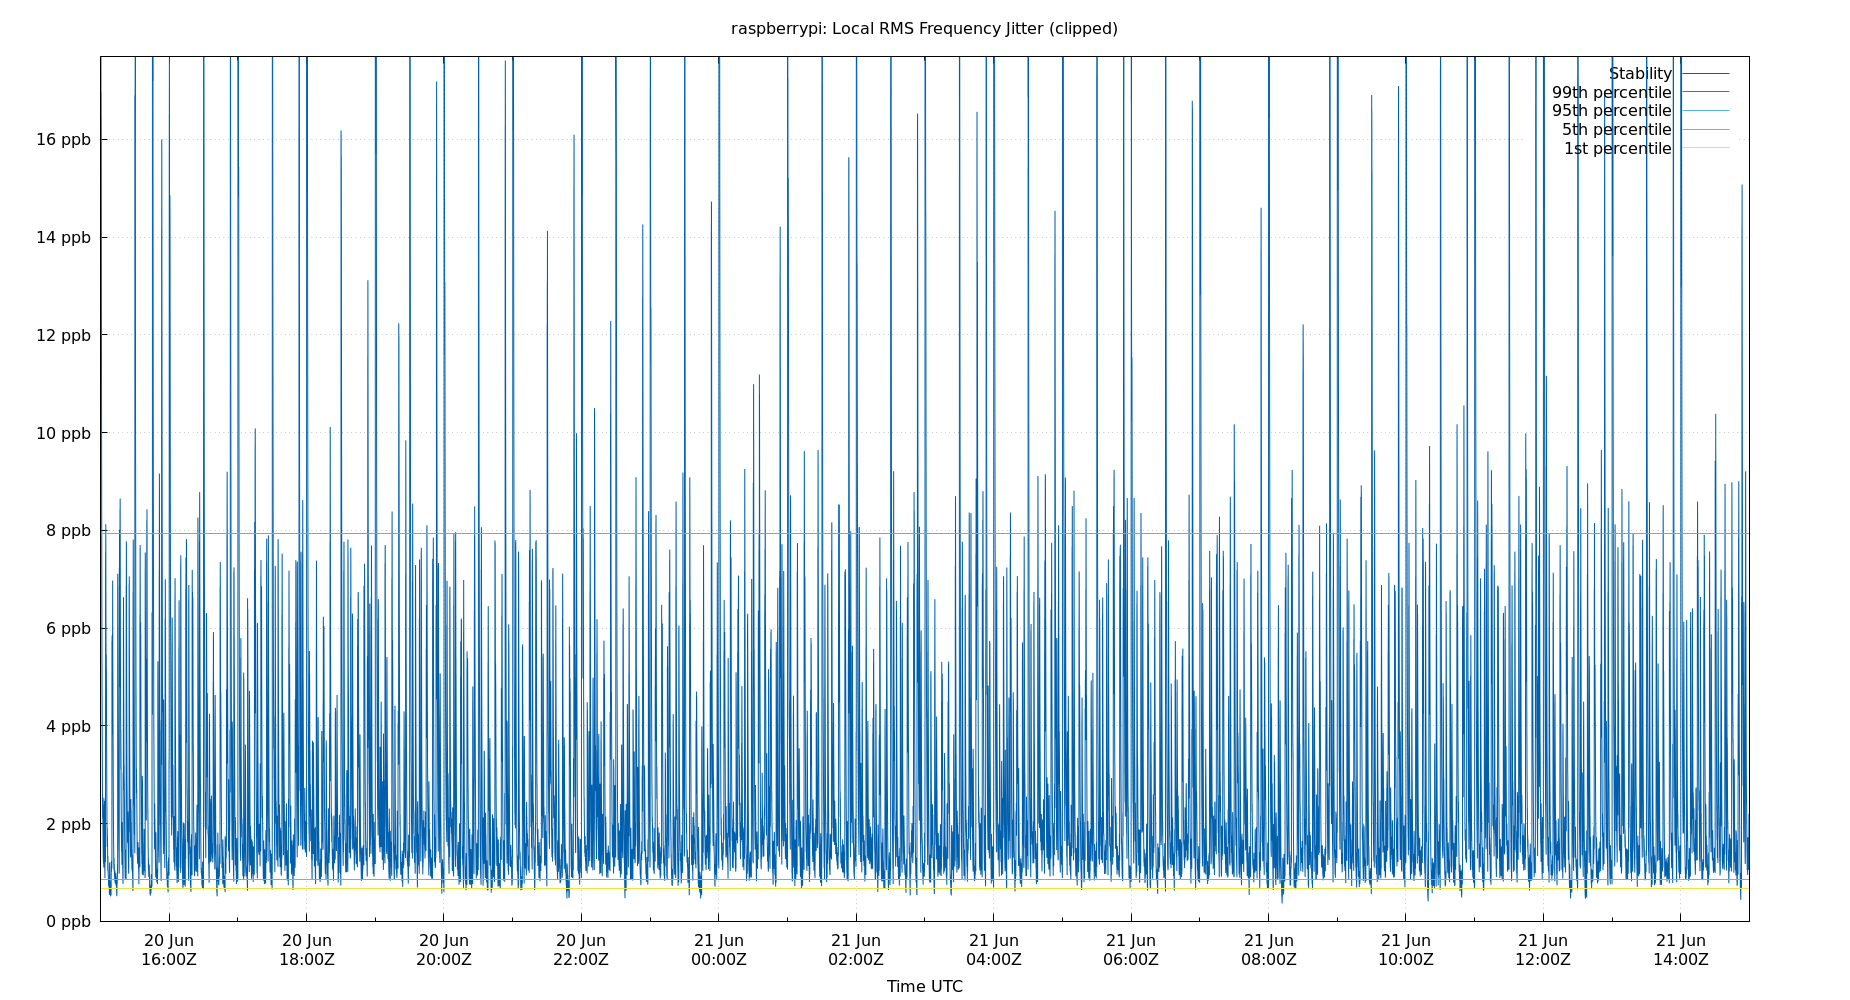 raspberrypi: Local RMS Frequency Jitter (clipped)
Stability
99th percentile
95th percentile
5th percentile
1st percentile
16 ppb
14 ppb
12 ppb
10 ppb
8 ppb
6 ppb
4 ppb
2 ppb
0 ppb
20 Jun 20 Jun 20 Jun 20 Jun 21 Jun 21 Jun 21 Jun 21 Jun 21 Jun 21 Jun 21 Jun 21 Jun
16:00Z 18:00Z 20:00Z 22:00Z 00:00Z 02:00Z 04:00Z 06:00Z 08:00Z 10:00Z 12:00Z 14:00Z
Time UTC